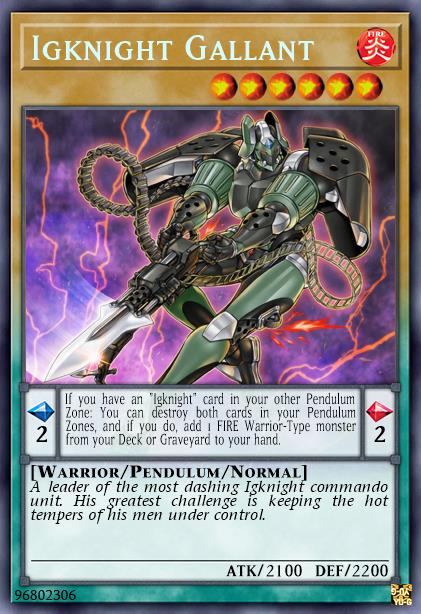 Igknight Gallant
FIRE
炎
2
2
If you have an "Igknight" card in your other Pendulum
Zone: You can destroy both cards in your Pendulum
Zones, and if you do, add 1 FIRE Warrior-Type monster
from your Deck or Graveyard to your hand.
[Warrior/Pendulum/Normal]
A leader of the most dashing Igknight commando
unit. His greatest challenge is keeping the hot
tempers of his men under control.
ATK/2100 DEF/2200
96802306